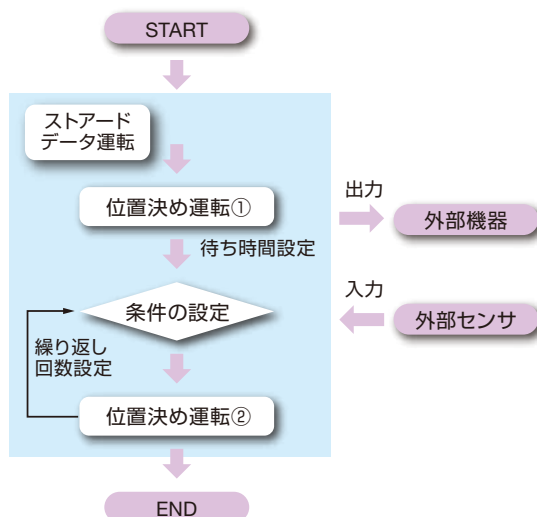 START
ストアード
データ運転
位置決め運転①
出力
外部機器
待ち時間設定
条件の設定
入力
外部センサ
繰り返し
回数設定
位置決め運転②
END